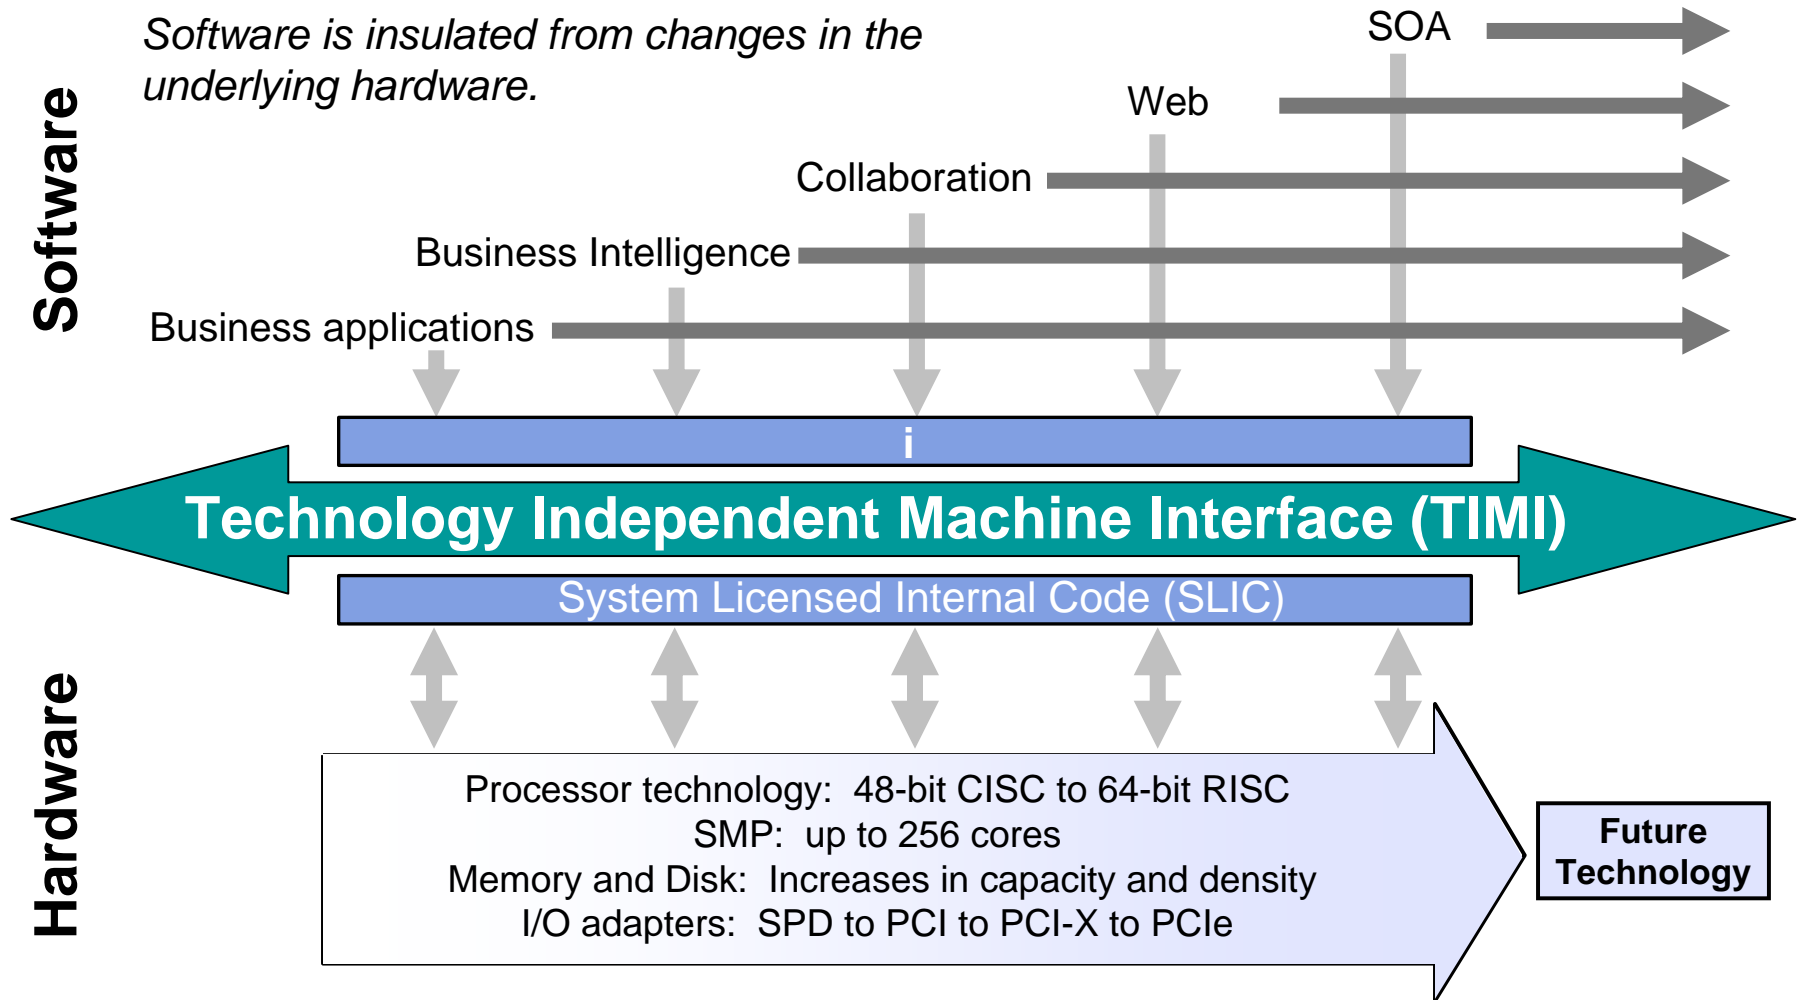 Software is insulated from changes in the
underlying hardware.
SOA
Web
Collaboration
Business Intelligence
Business applications
Software
i
Technology Independent Machine Interface (TIMI)
System Licensed Internal Code (SLIC)
Hardware
Processor technology: 48-bit CISC to 64-bit RISC
SMP: up to 256 cores
Memory and Disk: Increases in capacity and density
I/O adapters: SPD to PCI to PCI-X to PCIe
Future
Technology